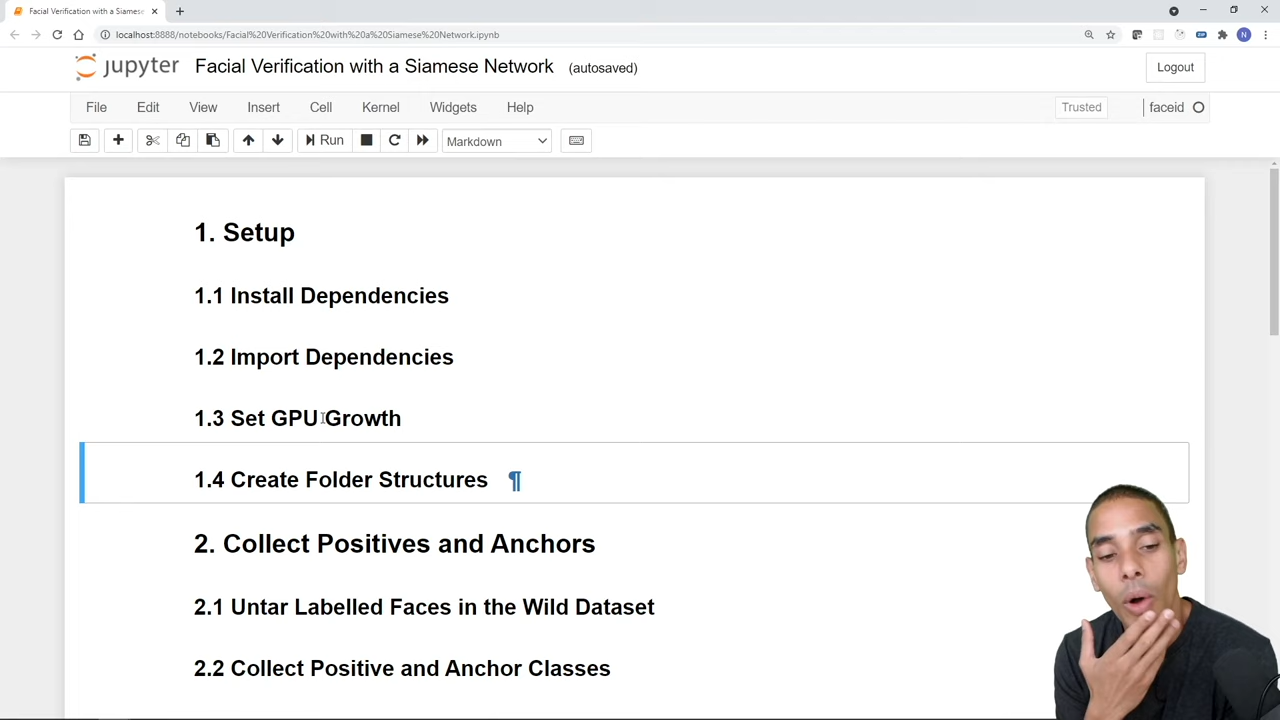 Facial Verification with a Siamese
localhost:8888/notebooks/Facial%20Verification%20with%20a%20Siamese%20Network.ipynb
N
jupyter Facial Verification with a Siamese Network (autosaved)
Logout
File Edit View Insert Cell Kernel Widgets Help
Trusted
faceid
Run
Markdown
1. Setup
1.1 Install Dependencies
1.2 Import Dependencies
1.3 Set GPU Growth
1.4 Create Folder Structures ¶
2. Collect Positives and Anchors
2.1 Untar Labelled Faces in the Wild Dataset
2.2 Collect Positive and Anchor Classes